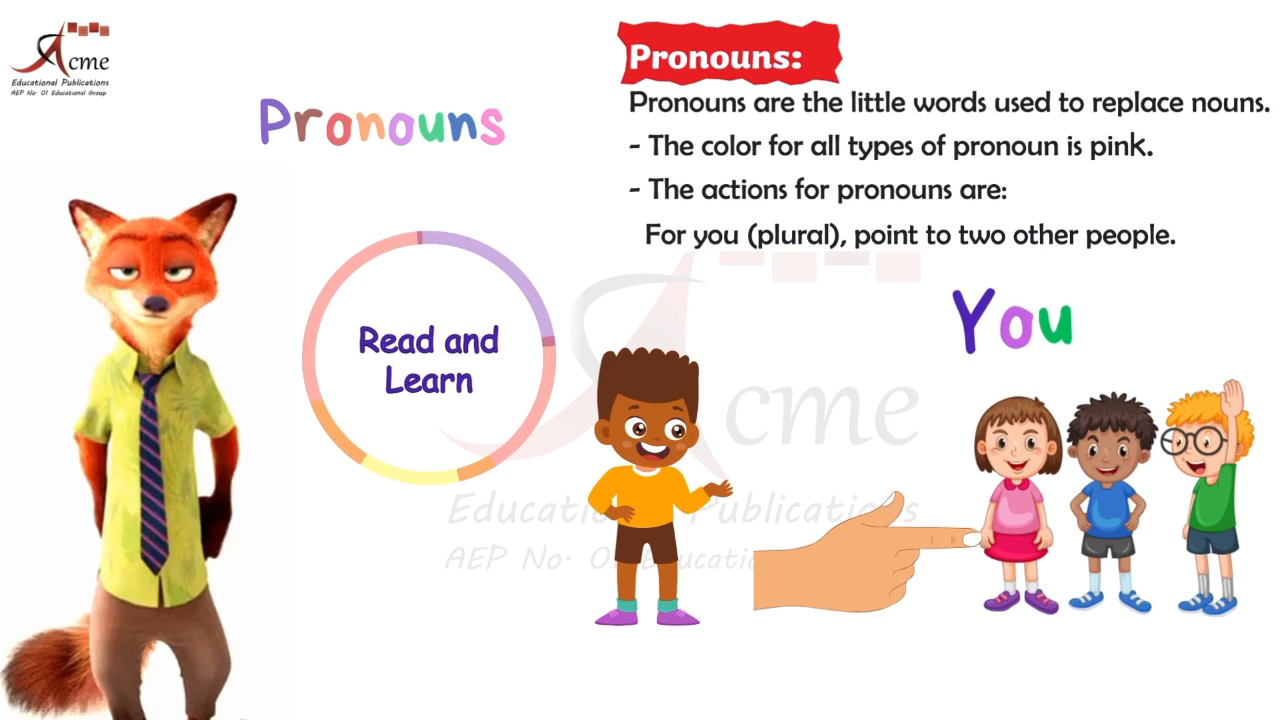 Acme
Educational Publications
AEP No· 01 Educational Group
Pronouns
Pronouns:
Pronouns are the little words used to replace nouns.
- The color for all types of pronoun is pink.
- The actions for pronouns are:
For you (plural), point to two other people.
You
Read and
Learn
Acme
Educational Publications
AEP No· 01 Educatio